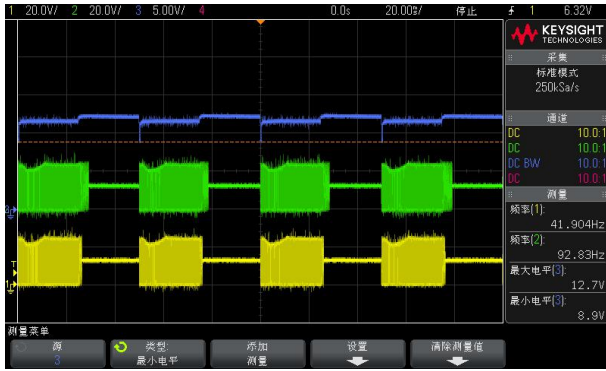 1 20.0V/ 2 20.0V/ 3 5.00V/ 4 0.0s 20.00s/ 停止 1 6.32V
KEYSIGHT
TECHNOLOGIES
采集
标准模式
250kSa/s
通道
DC 10.0:1
DC 10.0:1
DC BW 10.0:1
DC 10.0:1
测量
频率(1):
41.904Hz
频率(2):
92.83Hz
最大电平(3):
12.7V
最小电平(3):
8.9V
测量菜单
源
3
类型:
最小电平
添加
测量
设置
清除测量值